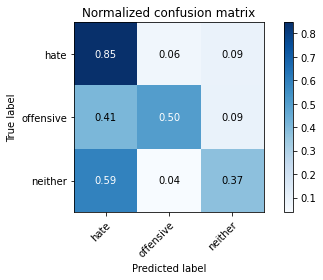 Normalized confusion matrix
True label
hate
0.85 0.06 0.09
offensive
0.41 0.50 0.09
neither
0.59 0.04 0.37
hate
offensive
neither
Predicted label
0.8
0.7
0.6
0.5
0.4
0.3
0.2
0.1